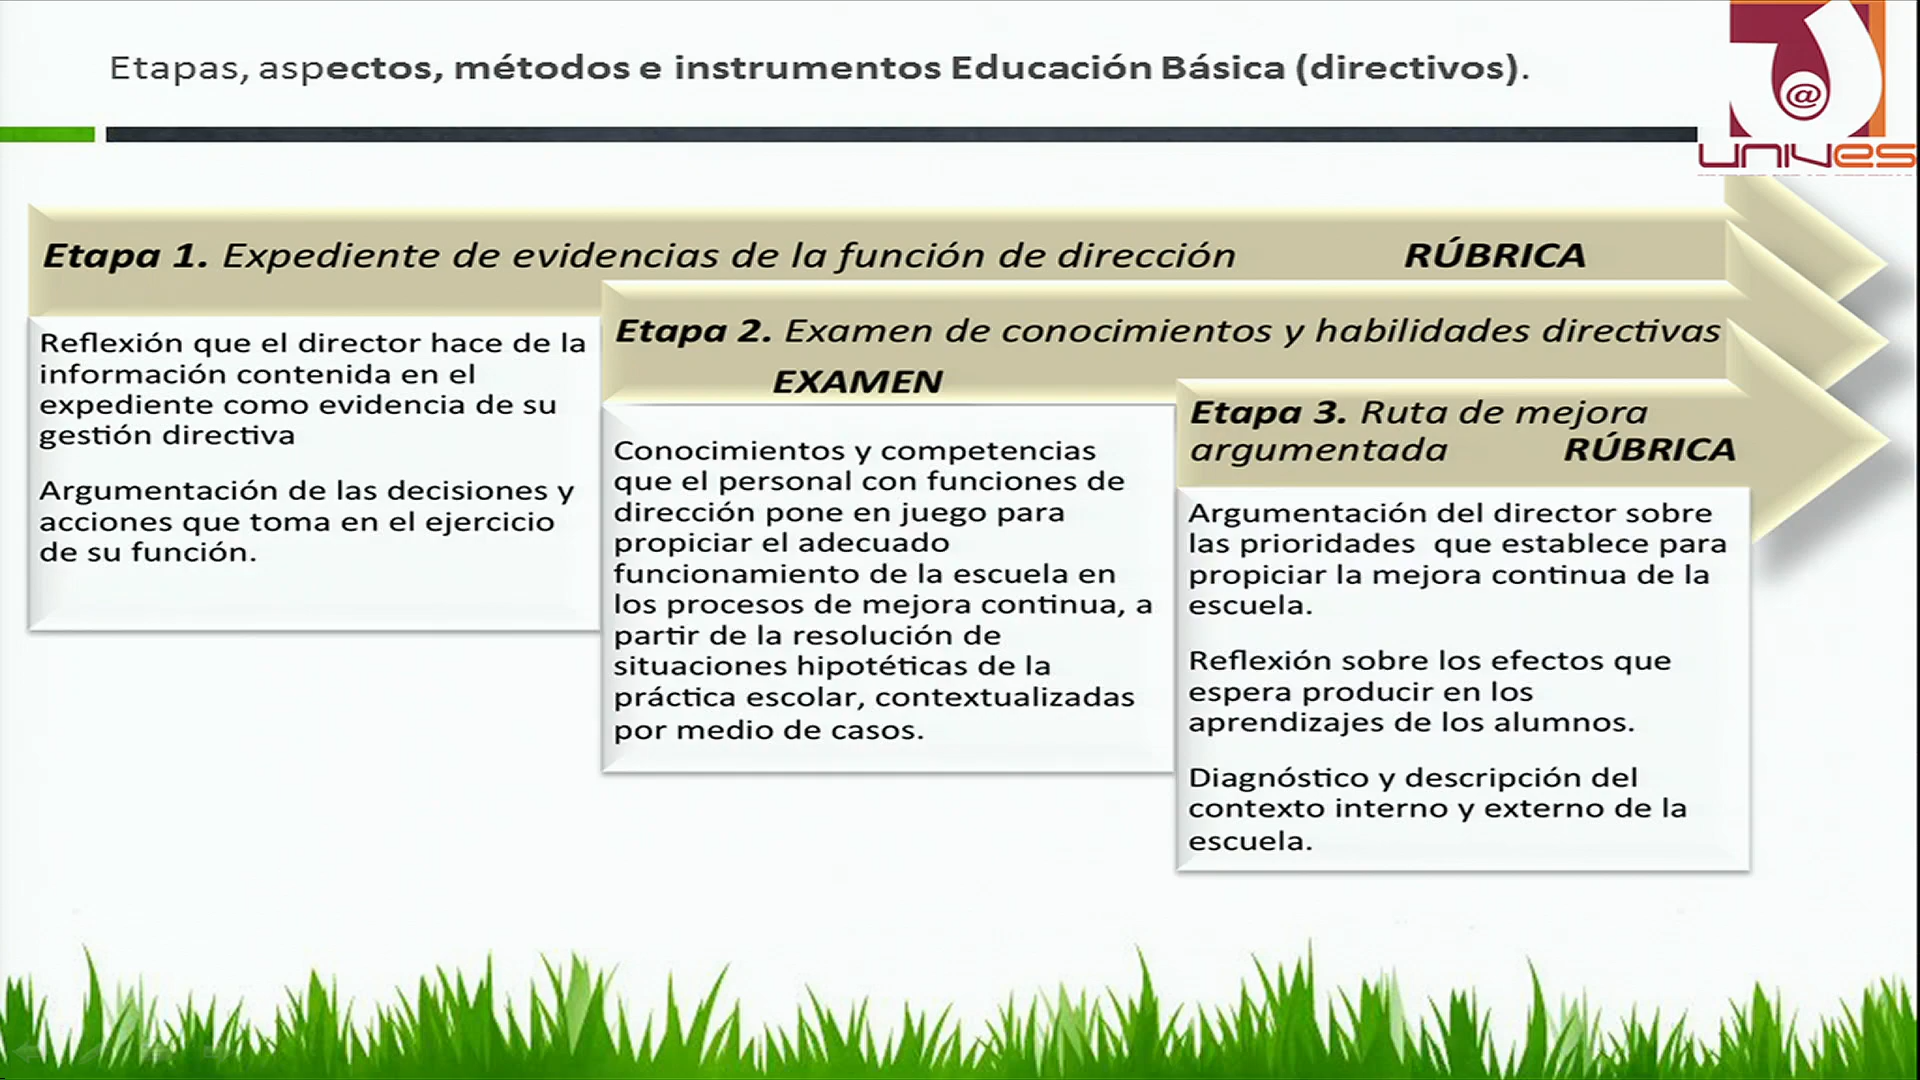 Etapas, aspectos, métodos e instrumentos Educación Básica (directivos).
@
UNIVES
Etapa 1. Expediente de evidencias de la función de dirección RÚBRICA
Reflexión que el director hace de la
información contenida en el
expediente como evidencia de su
gestión directiva
Argumentación de las decisiones y
acciones que toma en el ejercicio
de su función.
Etapa 2. Examen de conocimientos y habilidades directivas
EXAMEN
Conocimientos y competencias
que el personal con funciones de
dirección pone en juego para
propiciar el adecuado
funcionamiento de la escuela en
los procesos de mejora continua, a
partir de la resolución de
situaciones hipotéticas de la
práctica escolar, contextualizadas
por medio de casos.
Etapa 3. Ruta de mejora
argumentada RÚBRICA
Argumentación del director sobre
las prioridades que establece para
propiciar la mejora continua de la
escuela.
Reflexión sobre los efectos que
espera producir en los
aprendizajes de los alumnos.
Diagnóstico y descripción del
contexto interno y externo de la
escuela.